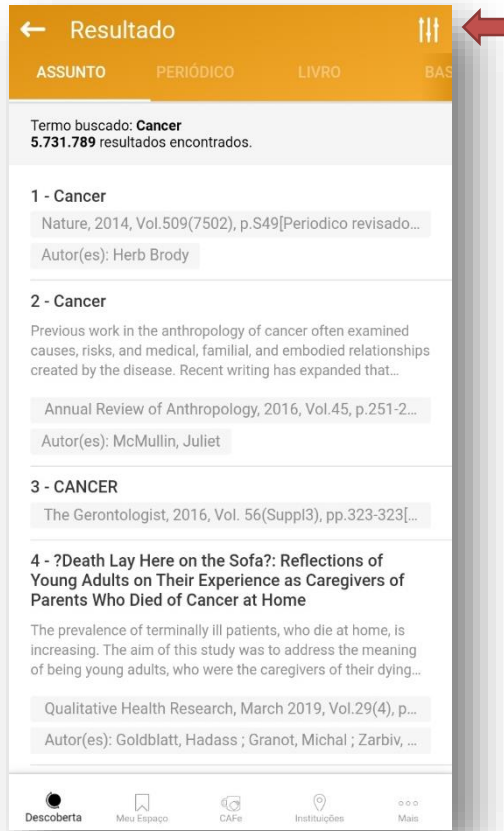 Resultado
ASSUNTO PERIÓDICO LIVRO BAS
Termo buscado: Cancer
5.731.789 resultados encontrados.
1 - Cancer
Nature, 2014, Vol.509(7502), p.S49[Periodico revisado...
Autor(es): Herb Brody
2 - Cancer
Previous work in the anthropology of cancer often examined
causes, risks, and medical, familial, and embodied relationships
created by the disease. Recent writing has expanded that...
Annual Review of Anthropology, 2016, Vol.45, p.251-2...
Autor(es): McMullin, Juliet
3 - CANCER
The Gerontologist, 2016, Vol. 56(Suppl3), pp.323-323[...
4 - ?Death Lay Here on the Sofa?: Reflections of
Young Adults on Their Experience as Caregivers of
Parents Who Died of Cancer at Home
The prevalence of terminally ill patients, who die at home, is
increasing. The aim of this study was to address the meaning
of being young adults, who were the caregivers of their dying...
Qualitative Health Research, March 2019, Vol.29(4), p...
Autor(es): Goldblatt, Hadass ; Granot, Michal ; Zarbiv, ...
Descoberta Meu Espaço CAFe Instituições Mais